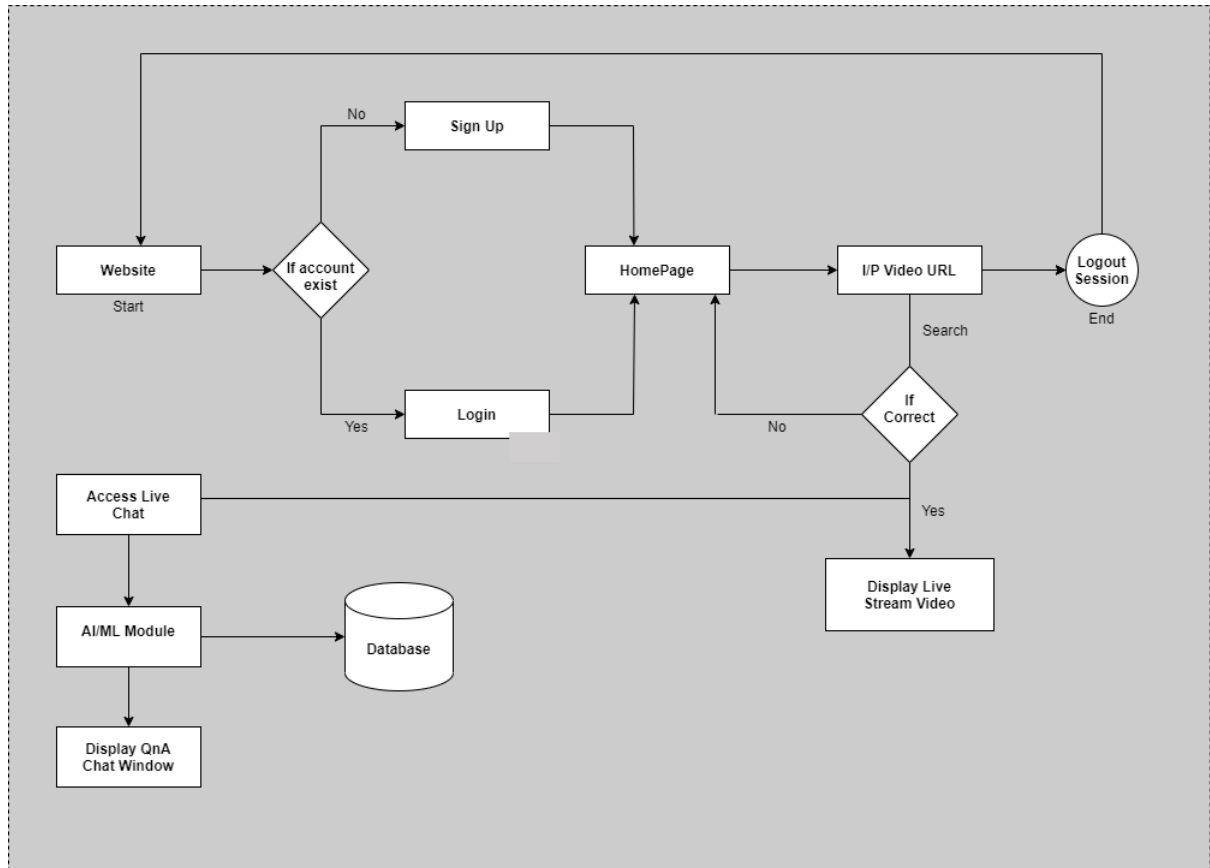 No
Sign Up
Website
Start
If account
exist
HomePage
I/P Video URL
Logout
Session
End
Search
Yes
Login
No
If
Correct
Access Live
Chat
Yes
Display Live
Stream Video
AI/ML Module
Database
Display QnA
Chat Window